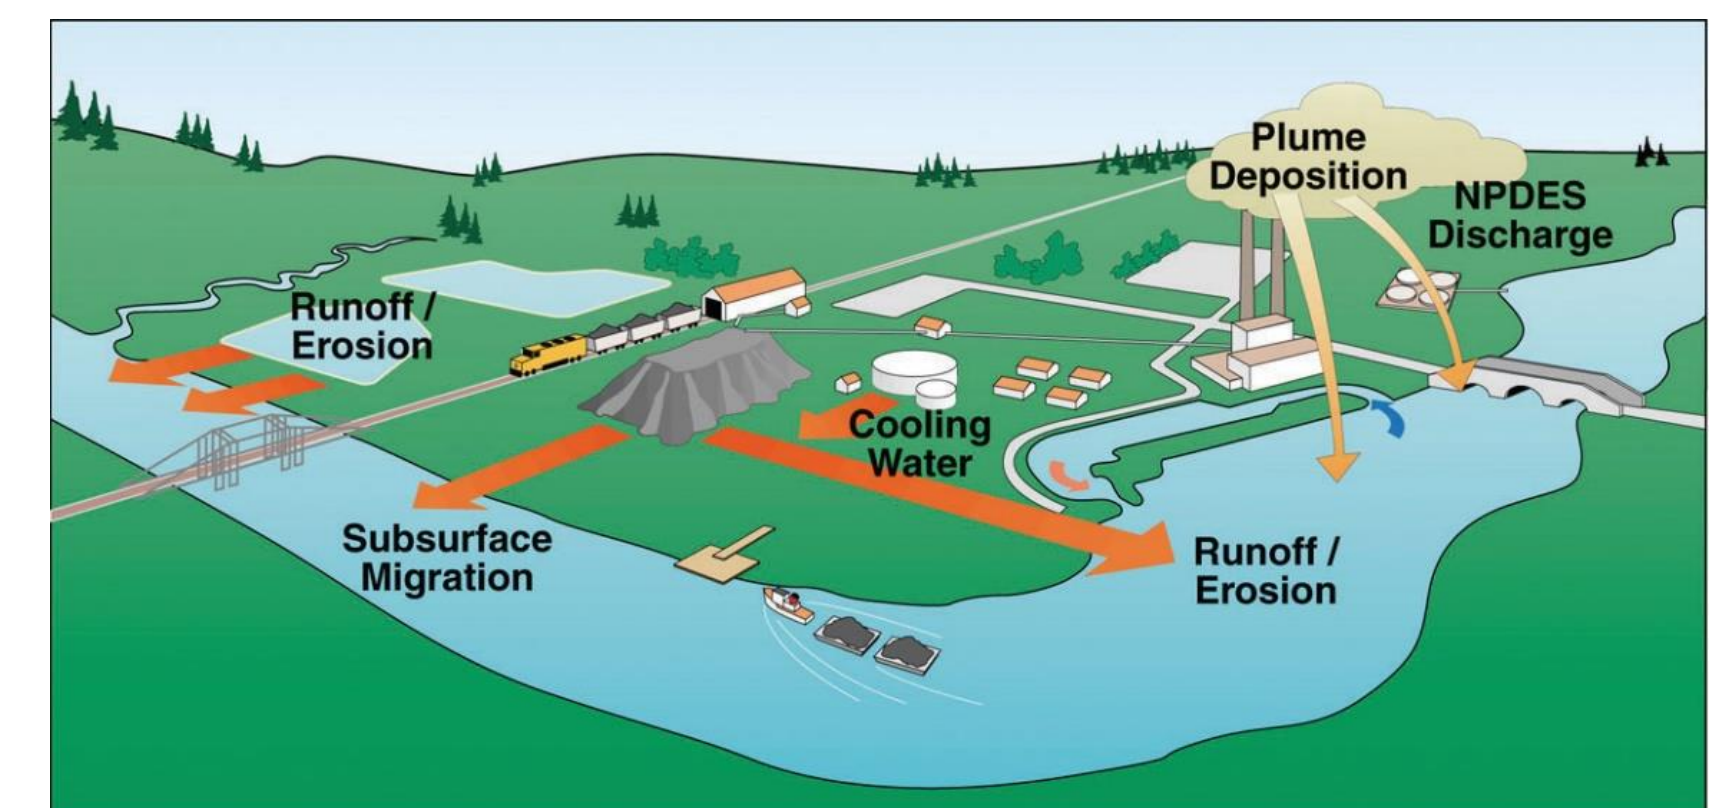 Plume
Deposition
NPDES
Discharge
Runoff /
Erosion
Cooling
Water
Subsurface
Migration
Runoff /
Erosion